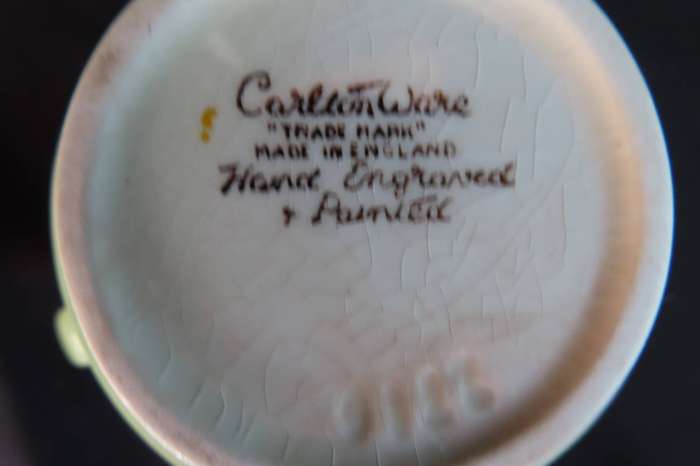 Carlton Ware
"TRADE MARK"
MADE IN ENGLAND
Hand Engraved
& Painted